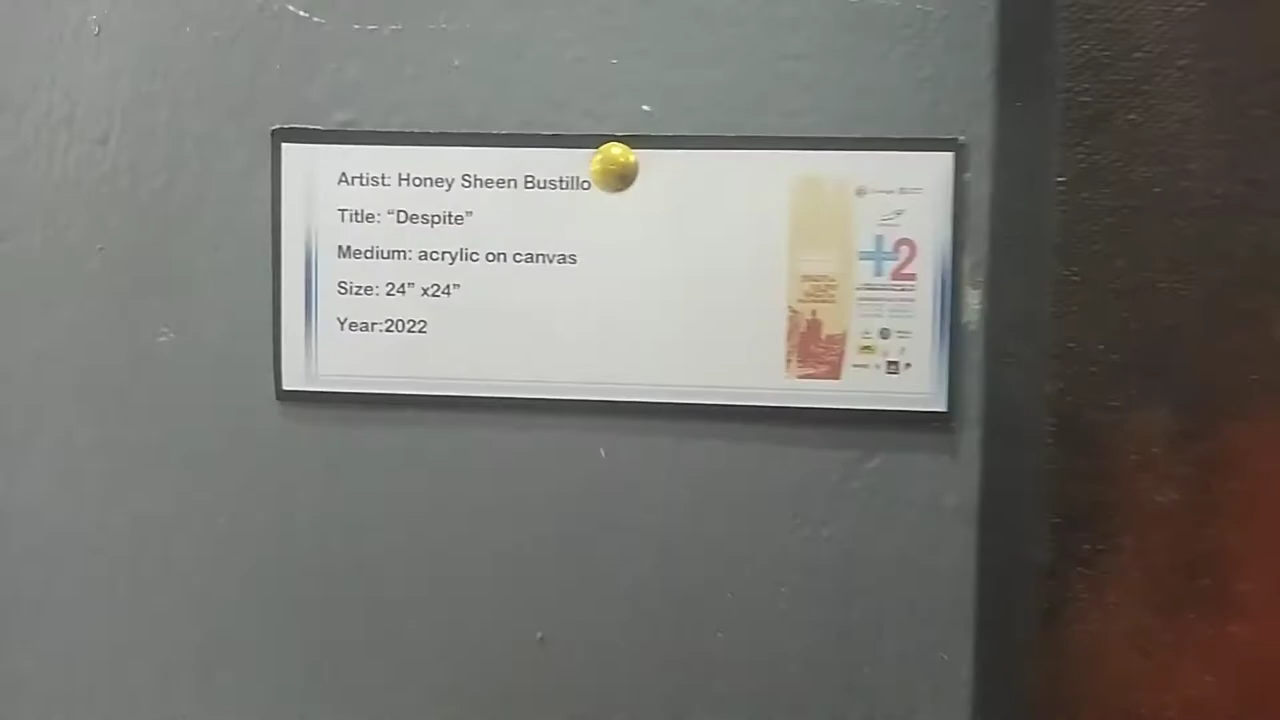 Artist: Honey Sheen Bustillo
Title: “Despite”
Medium: acrylic on canvas
Size: 24” x24”
Year:2022
+2